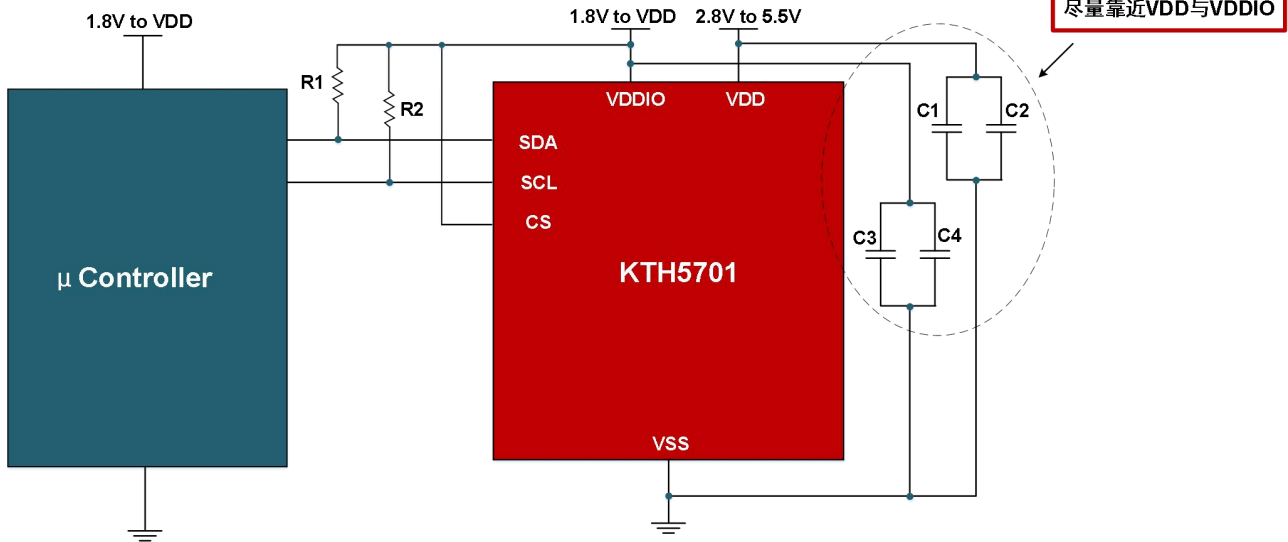 尽量靠近VDD与VDDIO
1.8V to VDD
1.8V to VDD
2.8V to 5.5V
R1
R2
VDDIO
VDD
C1
C2
SDA
SCL
CS
C3
C4
μ Controller
KTH5701
VSS